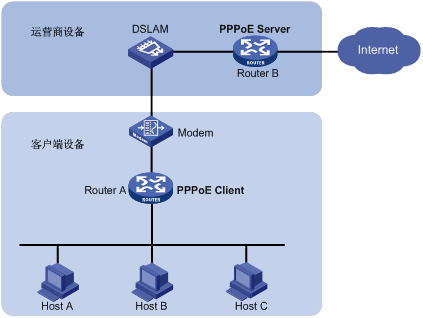 运营商设备
DSLAM
PPPoE Server
ROUTER
Router B
Internet
Modem
客户端设备
Router A
PPPoE Client
ROUTER
Host A
Host B
Host C